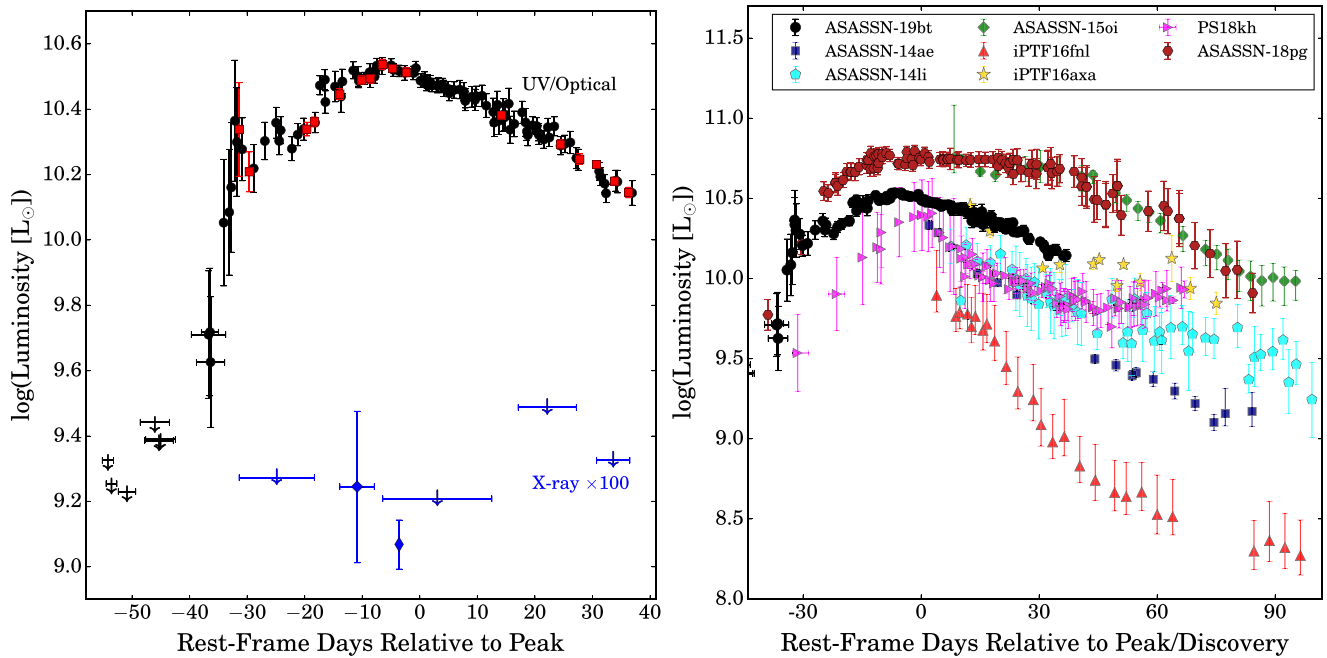 10.6
10.4
10.2
10.0
9.8
9.6
9.4
9.2
9.0
log(Luminosity [L☉])
UV/Optical
X-ray ×100
−50 −40 −30 −20 −10 0 10 20 30 40
Rest-Frame Days Relative to Peak
ASASSN-19bt
ASASSN-14ae
ASASSN-14li
ASASSN-15oi
iPTF16fnl
iPTF16axa
PS18kh
ASASSN-18pg
11.5
11.0
10.5
10.0
9.5
9.0
8.5
8.0
log(Luminosity [L☉])
-30 0 30 60 90
Rest-Frame Days Relative to Peak/Discovery